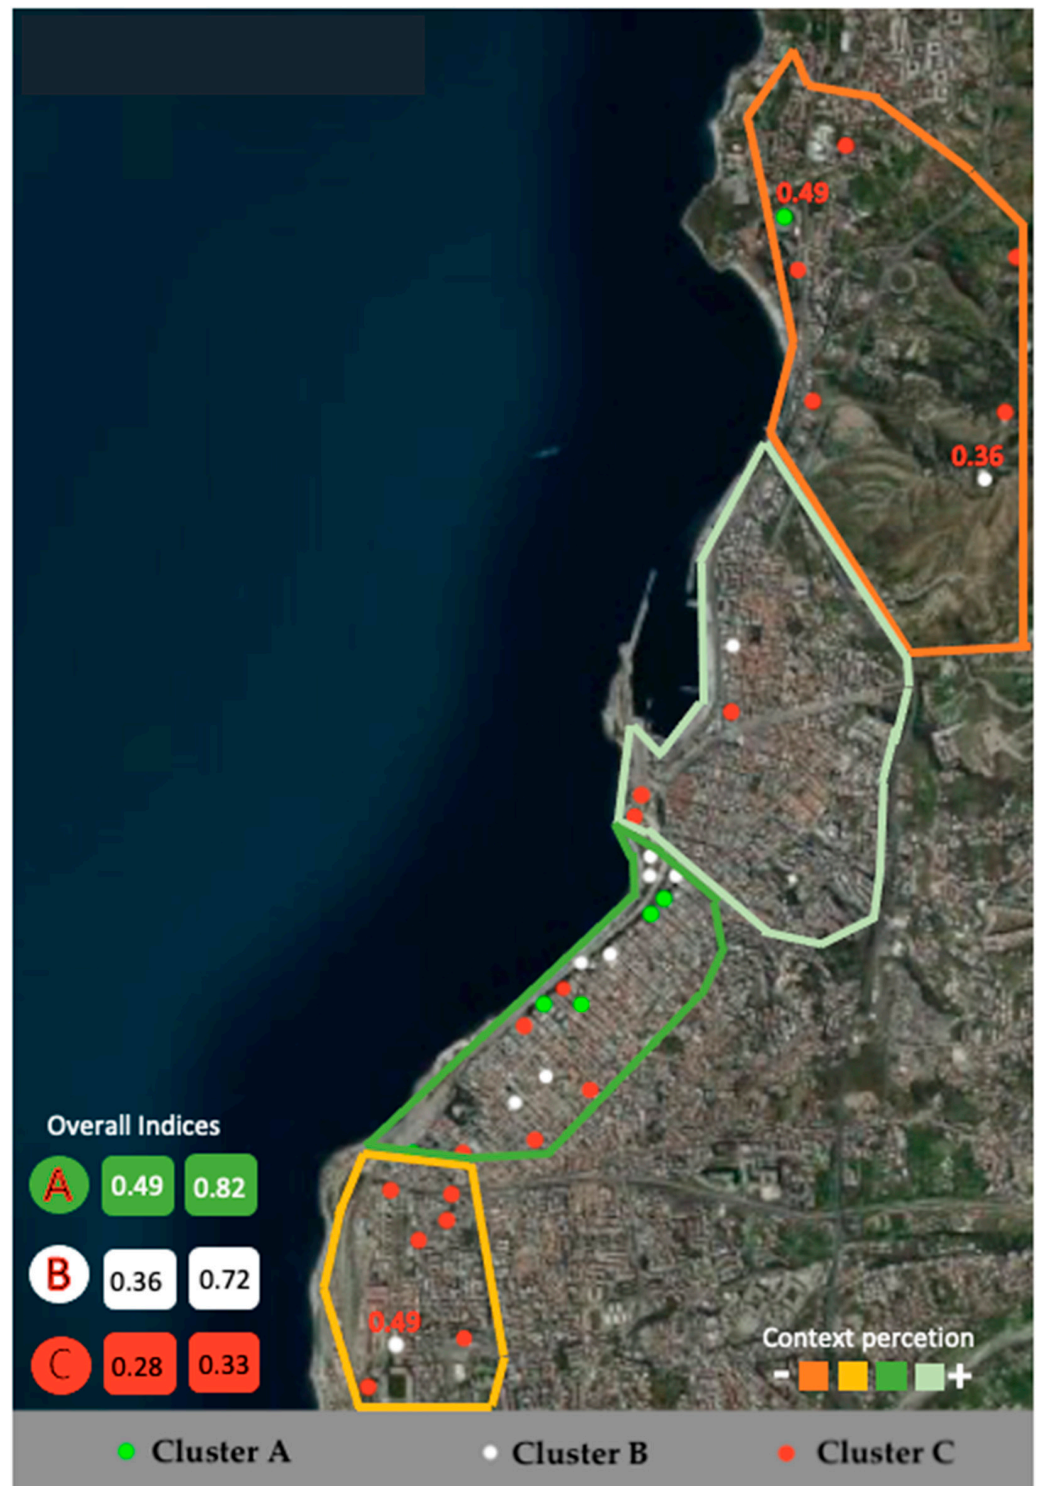 0.49
0.36
0.49
Overall Indices
A 0.49 0.82
B 0.36 0.72
C 0.28 0.33
Context percetion
- +
Cluster A Cluster B Cluster C